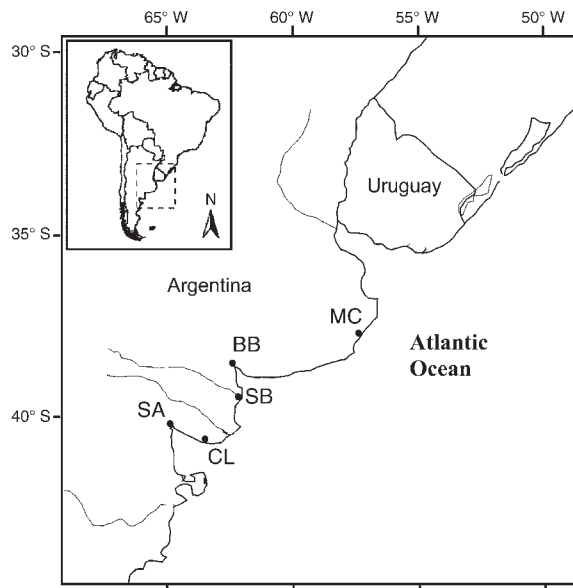 65° W 60° W 55° W 50° W
30° S
N
Uruguay
35° S
Argentina
MC
Atlantic
Ocean
BB
SB
40° S
SA
CL